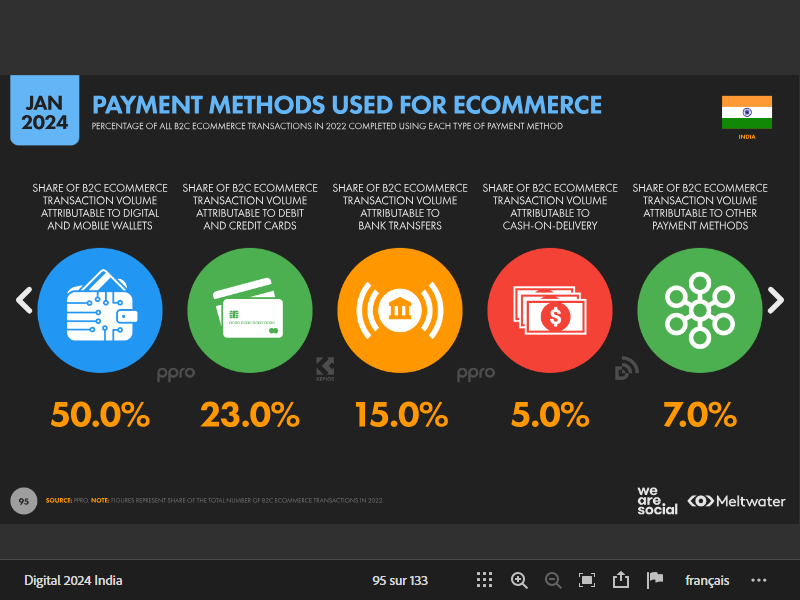 JAN
2024
PAYMENT METHODS USED FOR ECOMMERCE
PERCENTAGE OF ALL B2C ECOMMERCE TRANSACTIONS IN 2022 COMPLETED USING EACH TYPE OF PAYMENT METHOD
INDIA
SHARE OF B2C ECOMMERCE
TRANSACTION VOLUME
ATTRIBUTABLE TO DIGITAL
AND MOBILE WALLETS
SHARE OF B2C ECOMMERCE
TRANSACTION VOLUME
ATTRIBUTABLE TO DEBIT
AND CREDIT CARDS
SHARE OF B2C ECOMMERCE
TRANSACTION VOLUME
ATTRIBUTABLE TO
BANK TRANSFERS
SHARE OF B2C ECOMMERCE
TRANSACTION VOLUME
ATTRIBUTABLE TO
CASH-ON-DELIVERY
SHARE OF B2C ECOMMERCE
TRANSACTION VOLUME
ATTRIBUTABLE TO OTHER
PAYMENT METHODS
$
ppro
KEPIOS
ppro
50.0%
23.0%
15.0%
5.0%
7.0%
95
SOURCE: PPRO. NOTE: FIGURES REPRESENT SHARE OF THE TOTAL NUMBER OF B2C ECOMMERCE TRANSACTIONS IN 2022.
we
are
social
Meltwater
Digital 2024 India
95 sur 133
français